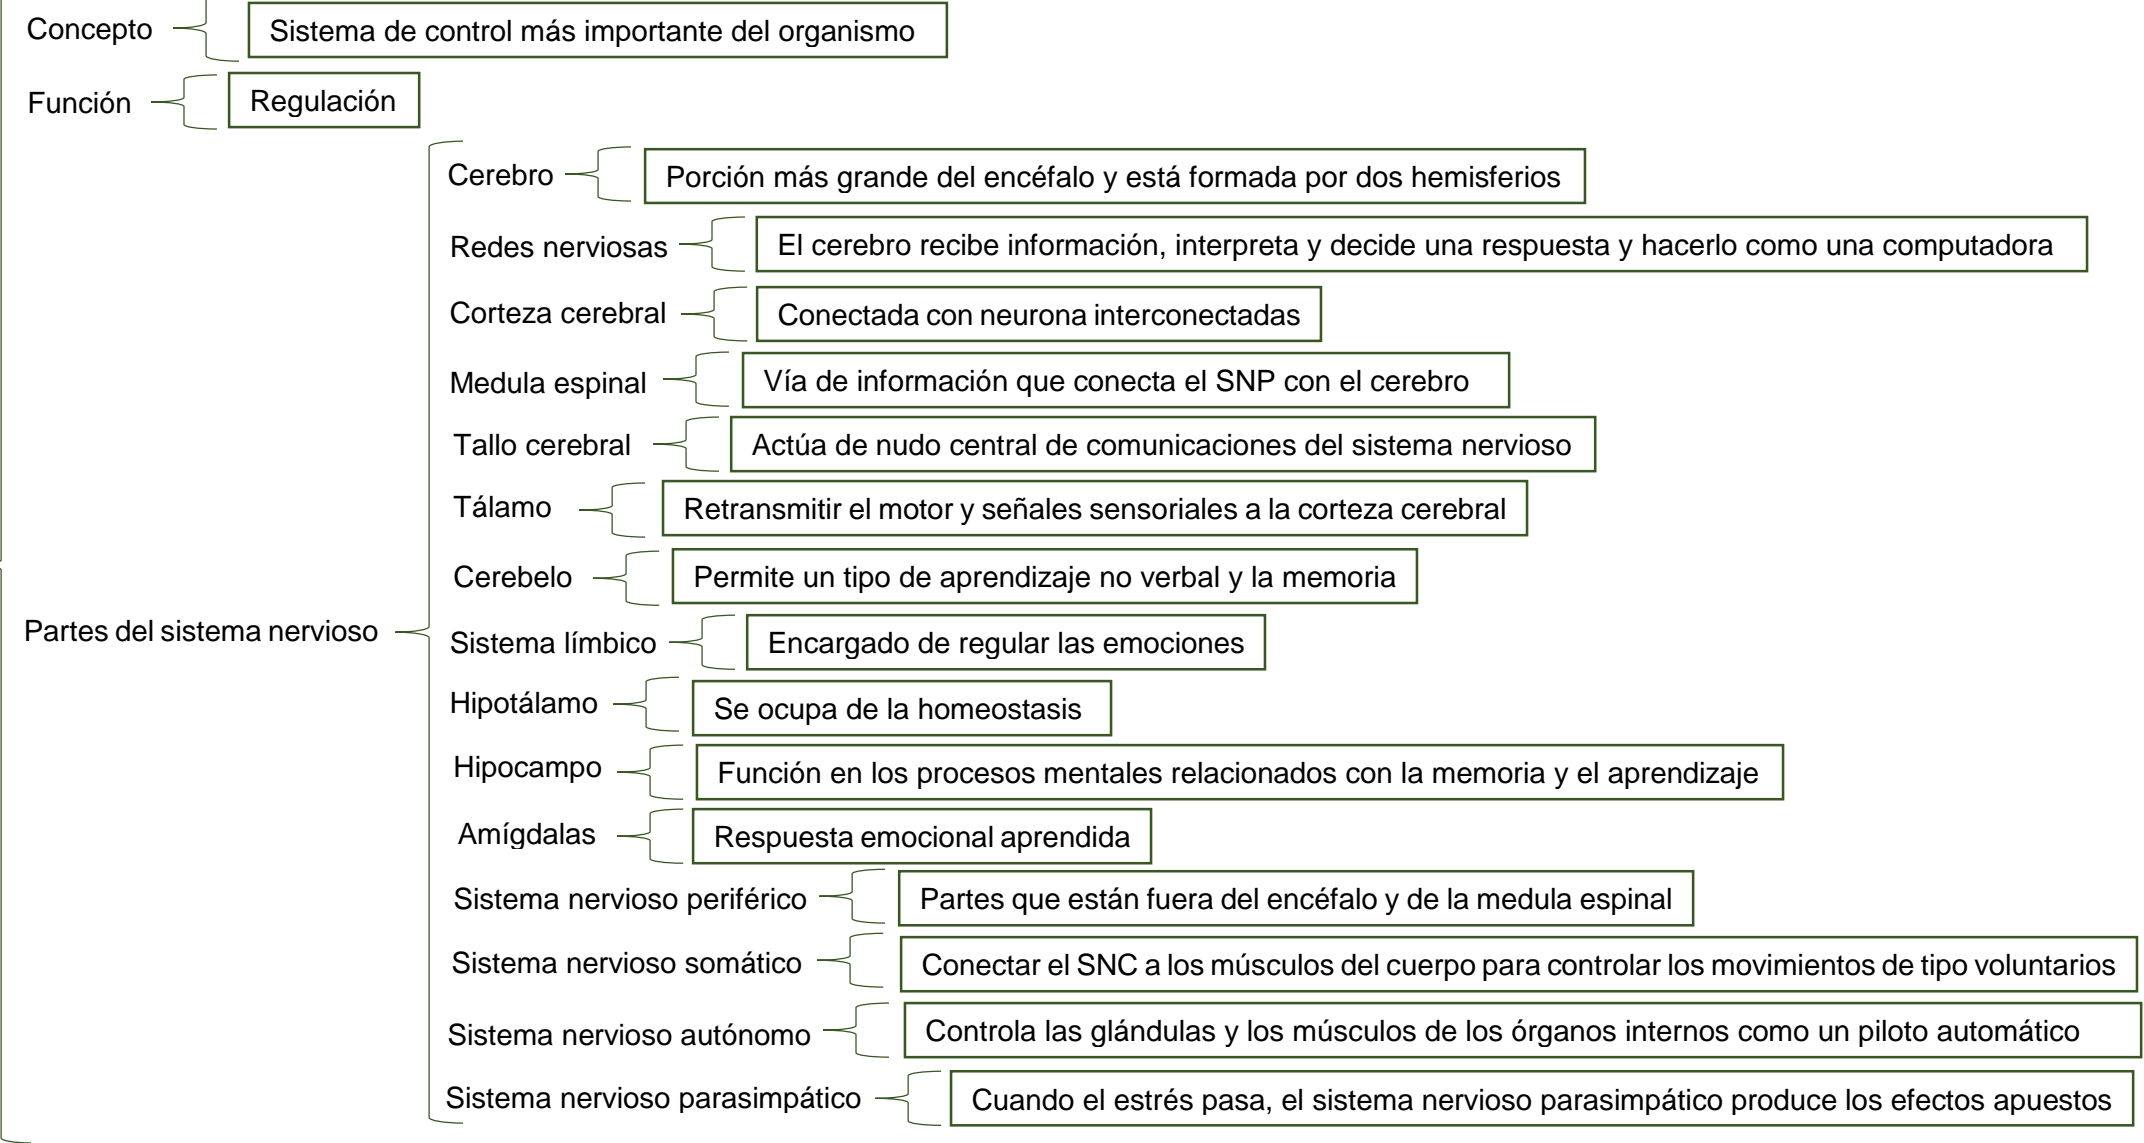 Concepto
Sistema de control más importante del organismo
Función
Regulación
Partes del sistema nervioso
Cerebro
Porción más grande del encéfalo y está formada por dos hemisferios
Redes nerviosas
El cerebro recibe información, interpreta y decide una respuesta y hacerlo como una computadora
Corteza cerebral
Conectada con neurona interconectadas
Medula espinal
Vía de información que conecta el SNP con el cerebro
Tallo cerebral
Actúa de nudo central de comunicaciones del sistema nervioso
Tálamo
Retransmitir el motor y señales sensoriales a la corteza cerebral
Cerebelo
Permite un tipo de aprendizaje no verbal y la memoria
Sistema límbico
Encargado de regular las emociones
Hipotálamo
Se ocupa de la homeostasis
Hipocampo
Función en los procesos mentales relacionados con la memoria y el aprendizaje
Amígdalas
Respuesta emocional aprendida
Sistema nervioso periférico
Partes que están fuera del encéfalo y de la medula espinal
Sistema nervioso somático
Conectar el SNC a los músculos del cuerpo para controlar los movimientos de tipo voluntarios
Sistema nervioso autónomo
Controla las glándulas y los músculos de los órganos internos como un piloto automático
Sistema nervioso parasimpático
Cuando el estrés pasa, el sistema nervioso parasimpático produce los efectos apuestos